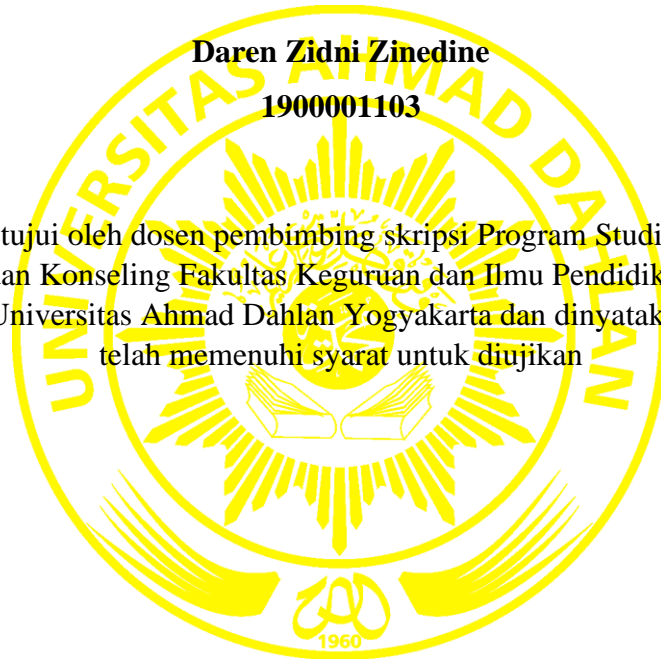 Daren Zidni Zinedine
1900001103
tujui oleh dosen pembimbing skripsi Program Studi
an Konseling Fakultas Keguruan dan Ilmu Pendidik
Universitas Ahmad Dahlan Yogyakarta dan dinyatak
telah memenuhi syarat untuk diujikan
UNIVERSITAS AHMAD DAHLAN
1960